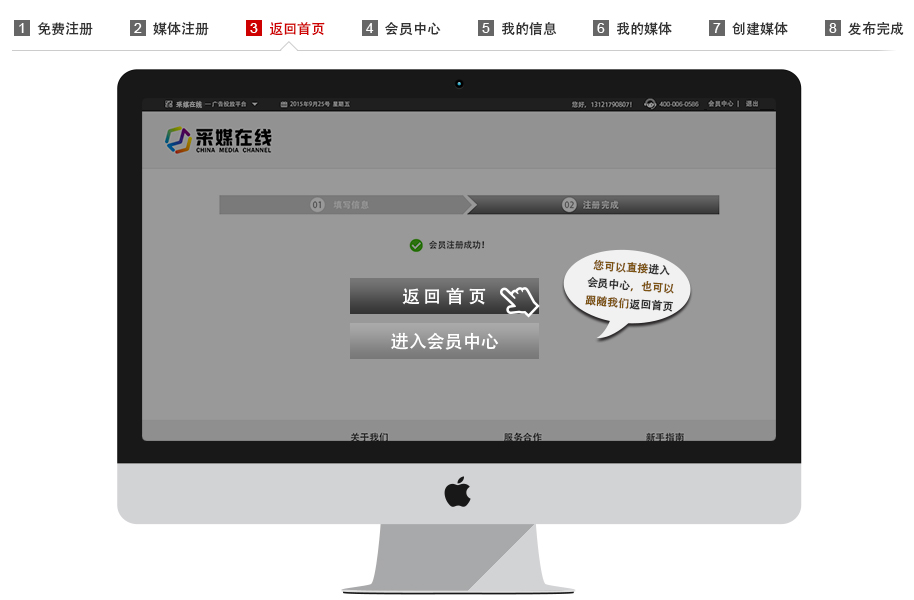 1 免费注册 2 媒体注册 3 返回首页 4 会员中心 5 我的信息 6 我的媒体 7 创建媒体 8 发布完成
采媒在线 — 广告投放平台 2015年9月25号 星期五 您好，13121790807! 400-006-0586 会员中心 | 退出
采媒在线
CHINA MEDIA CHANNEL
01 填写信息 02 注册完成
会员注册成功!
返回首页
进入会员中心
您可以直接进入
会员中心，也可以
跟随我们返回首页
关于我们 服务合作 新手指南